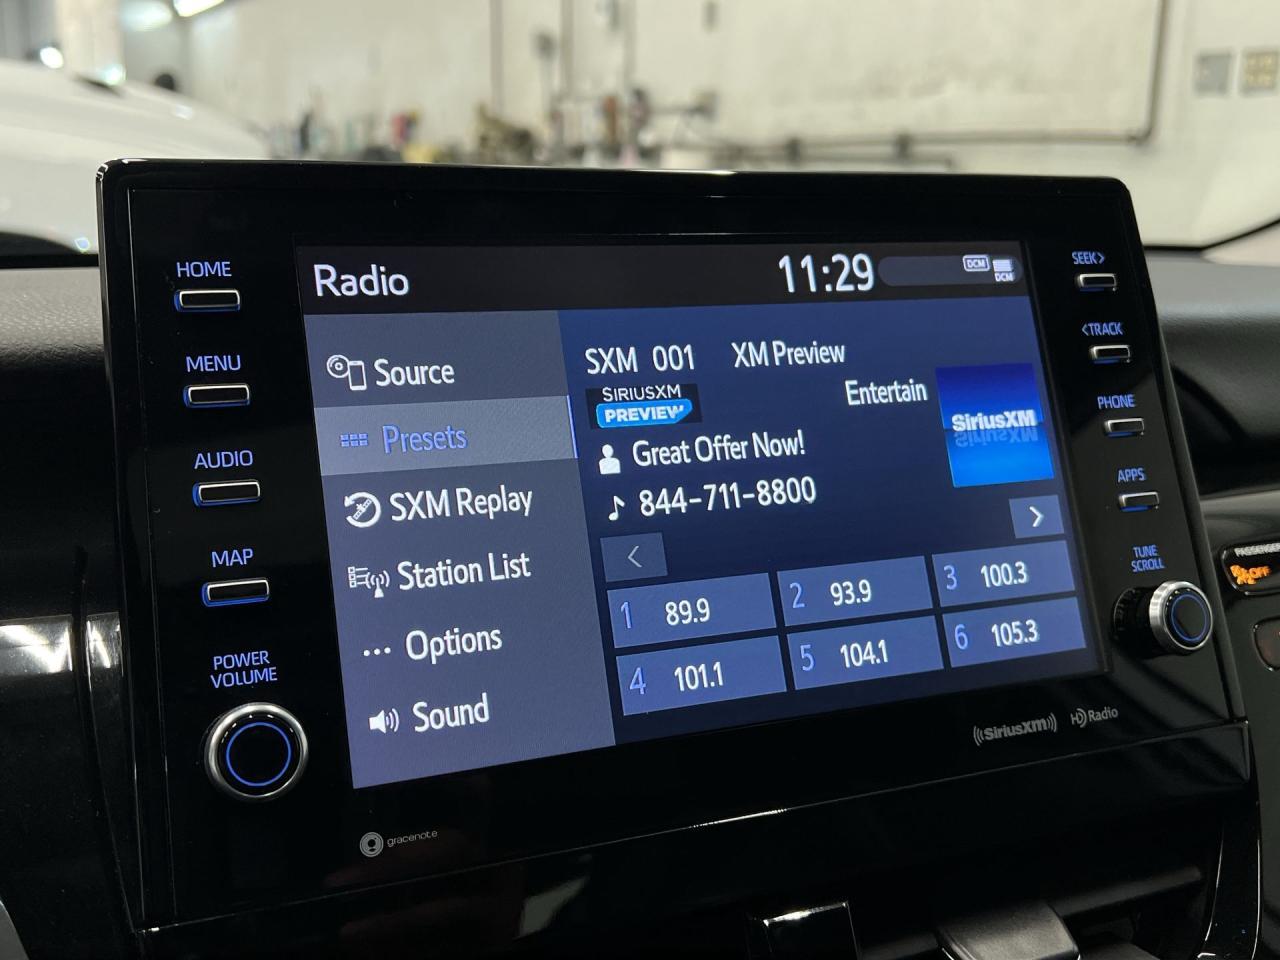 HOME
MENU
AUDIO
MAP
POWER
VOLUME
Radio
11:29
DCM
DCM
Source
Presets
SXM Replay
Station List
Options
Sound
SXM 001 XM Preview
SIRIUSXM
PREVIEW
Entertain
SiriusXM
Great Offer Now!
844-711-8800
1 89.9
2 93.9
3 100.3
4 101.1
5 104.1
6 105.3
SEEK>
<TRACK
PHONE
APPS
TUNE
SCROLL
PASSENGER
OFF
gracenote
SiriusXM
HD Radio